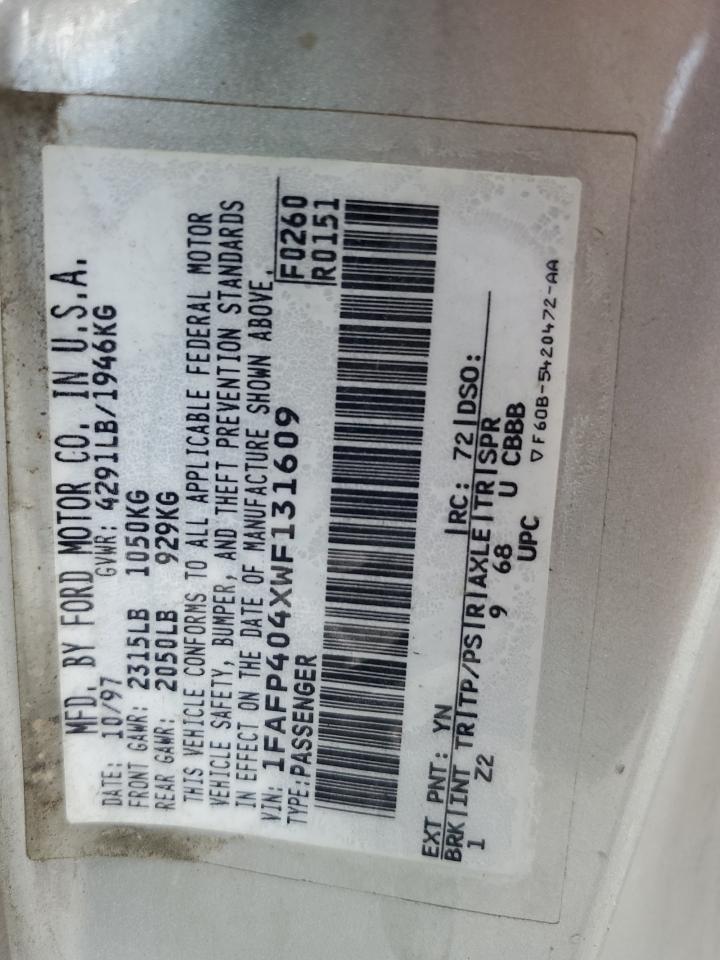 MFD. BY FORD MOTOR CO. IN U.S.A.
DATE: 10/97 GVWR: 4291LB/1946KG
FRONT GAWR: 2315LB 1050KG
REAR GAWR: 2050LB 929KG
THIS VEHICLE CONFORMS TO ALL APPLICABLE FEDERAL MOTOR
VEHICLE SAFETY, BUMPER, AND THEFT PREVENTION STANDARDS
IN EFFECT ON THE DATE OF MANUFACTURE SHOWN ABOVE.
VIN: 1FAFP404XWF131609 F0260
TYPE: PASSENGER R0151
EXT PNT: YN |RC: 72|DSO:
BRK|INT TR|TP/PS|R|AXLE|TR|SPR
1 Z2 9 68 U CBBB
UPC
▽F60B-5420472-AA